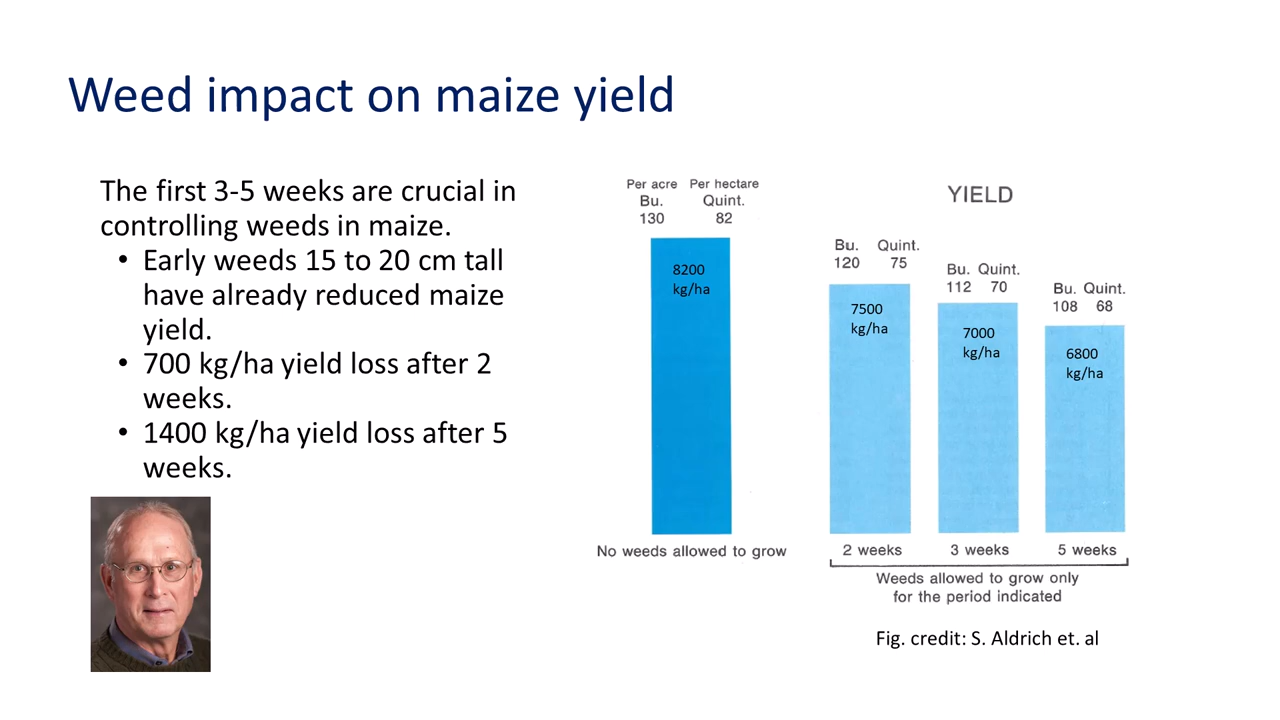 Weed impact on maize yield
The first 3-5 weeks are crucial in
controlling weeds in maize.
• Early weeds 15 to 20 cm tall
have already reduced maize
yield.
• 700 kg/ha yield loss after 2
weeks.
• 1400 kg/ha yield loss after 5
weeks.
Per acre Per hectare
Bu. Quint.
130 82
8200
kg/ha
No weeds allowed to grow
YIELD
Bu. Quint.
120 75
7500
kg/ha
2 weeks
Bu. Quint.
112 70
7000
kg/ha
3 weeks
Bu. Quint.
108 68
6800
kg/ha
5 weeks
Weeds allowed to grow only
for the period indicated
Fig. credit: S. Aldrich et. al